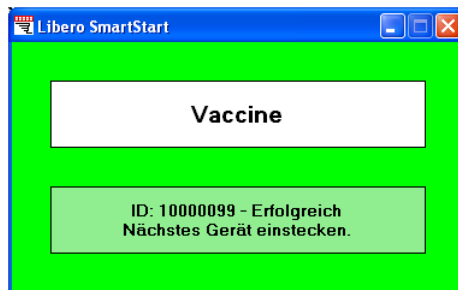 Libero SmartStart
Vaccine
ID: 10000099 - Erfolgreich
Nächstes Gerät einstecken.